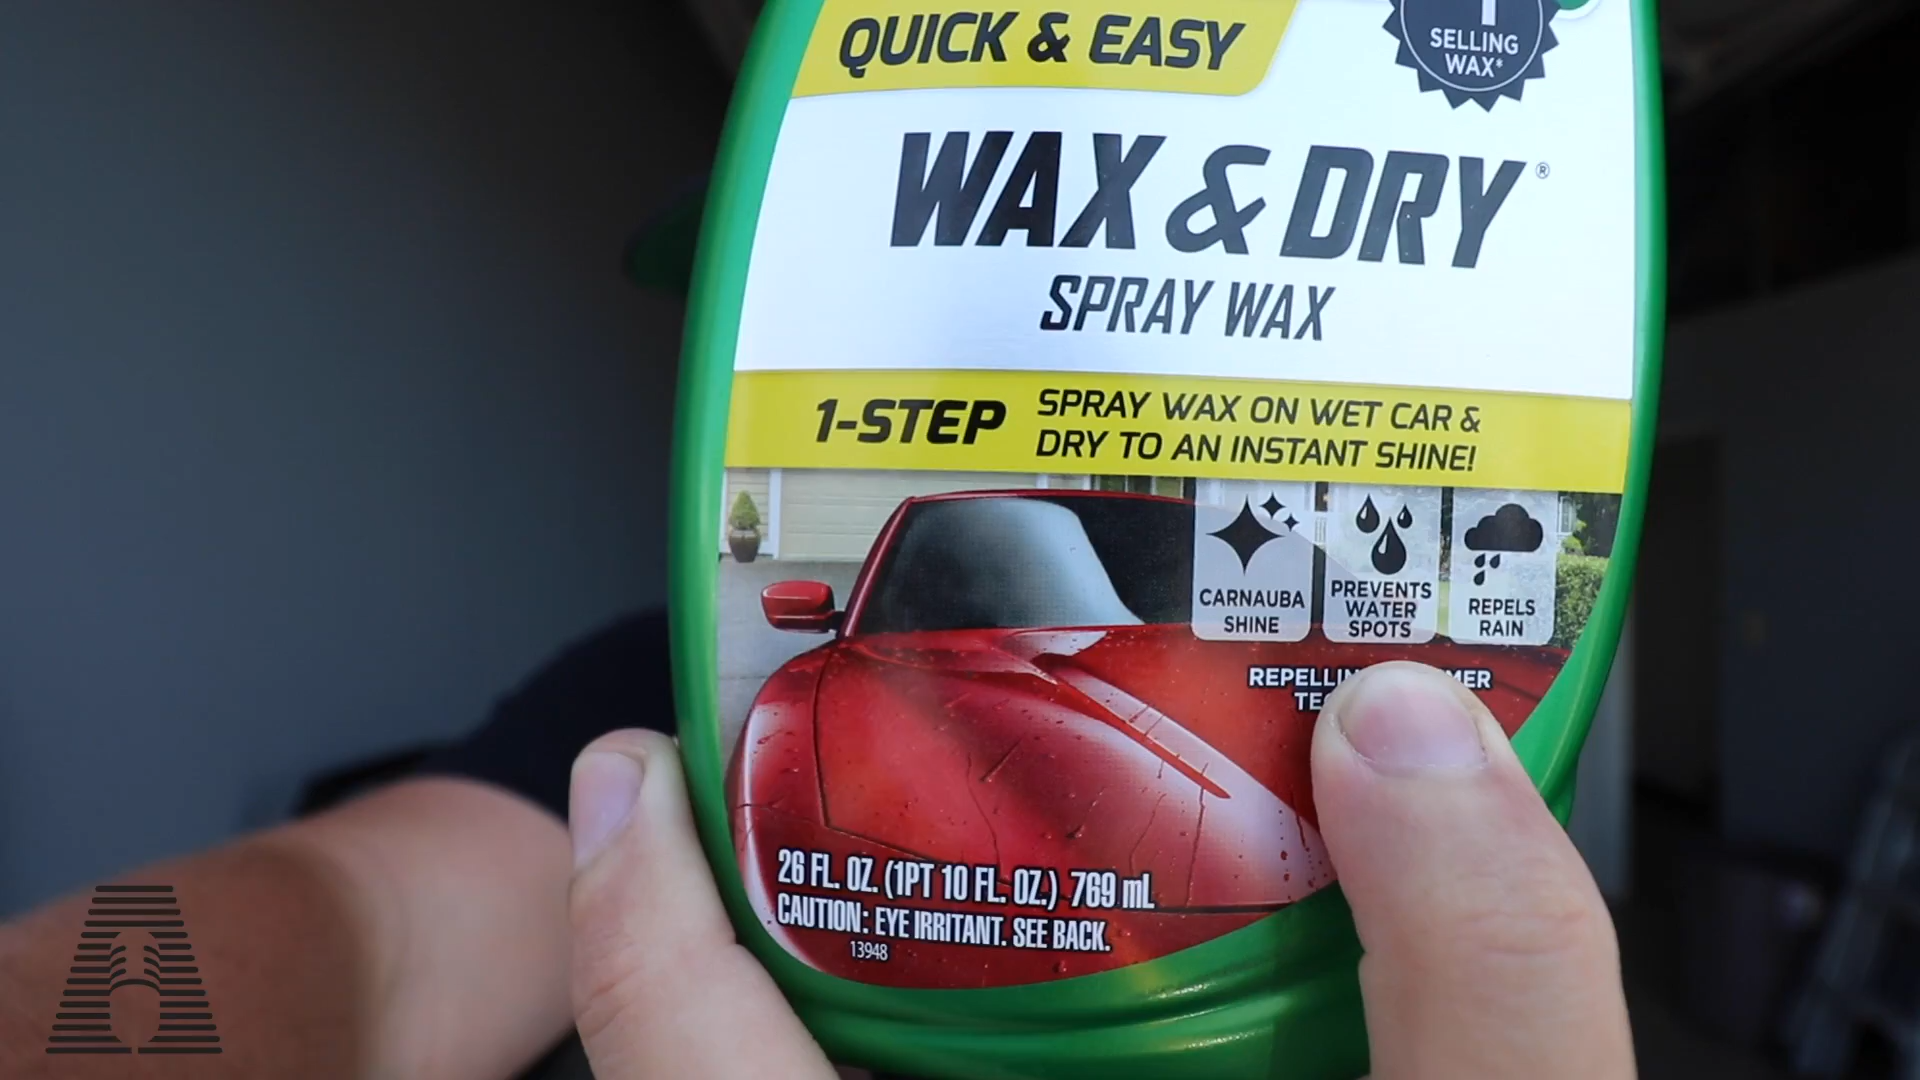 QUICK & EASY
SELLING
WAX*
WAX & DRY®
SPRAY WAX
1-STEP
SPRAY WAX ON WET CAR &
DRY TO AN INSTANT SHINE!
CARNAUBA
SHINE
PREVENTS
WATER
SPOTS
REPELS
RAIN
26 FL. OZ. (1PT 10 FL. OZ.) 769 mL
CAUTION: EYE IRRITANT. SEE BACK.
13948